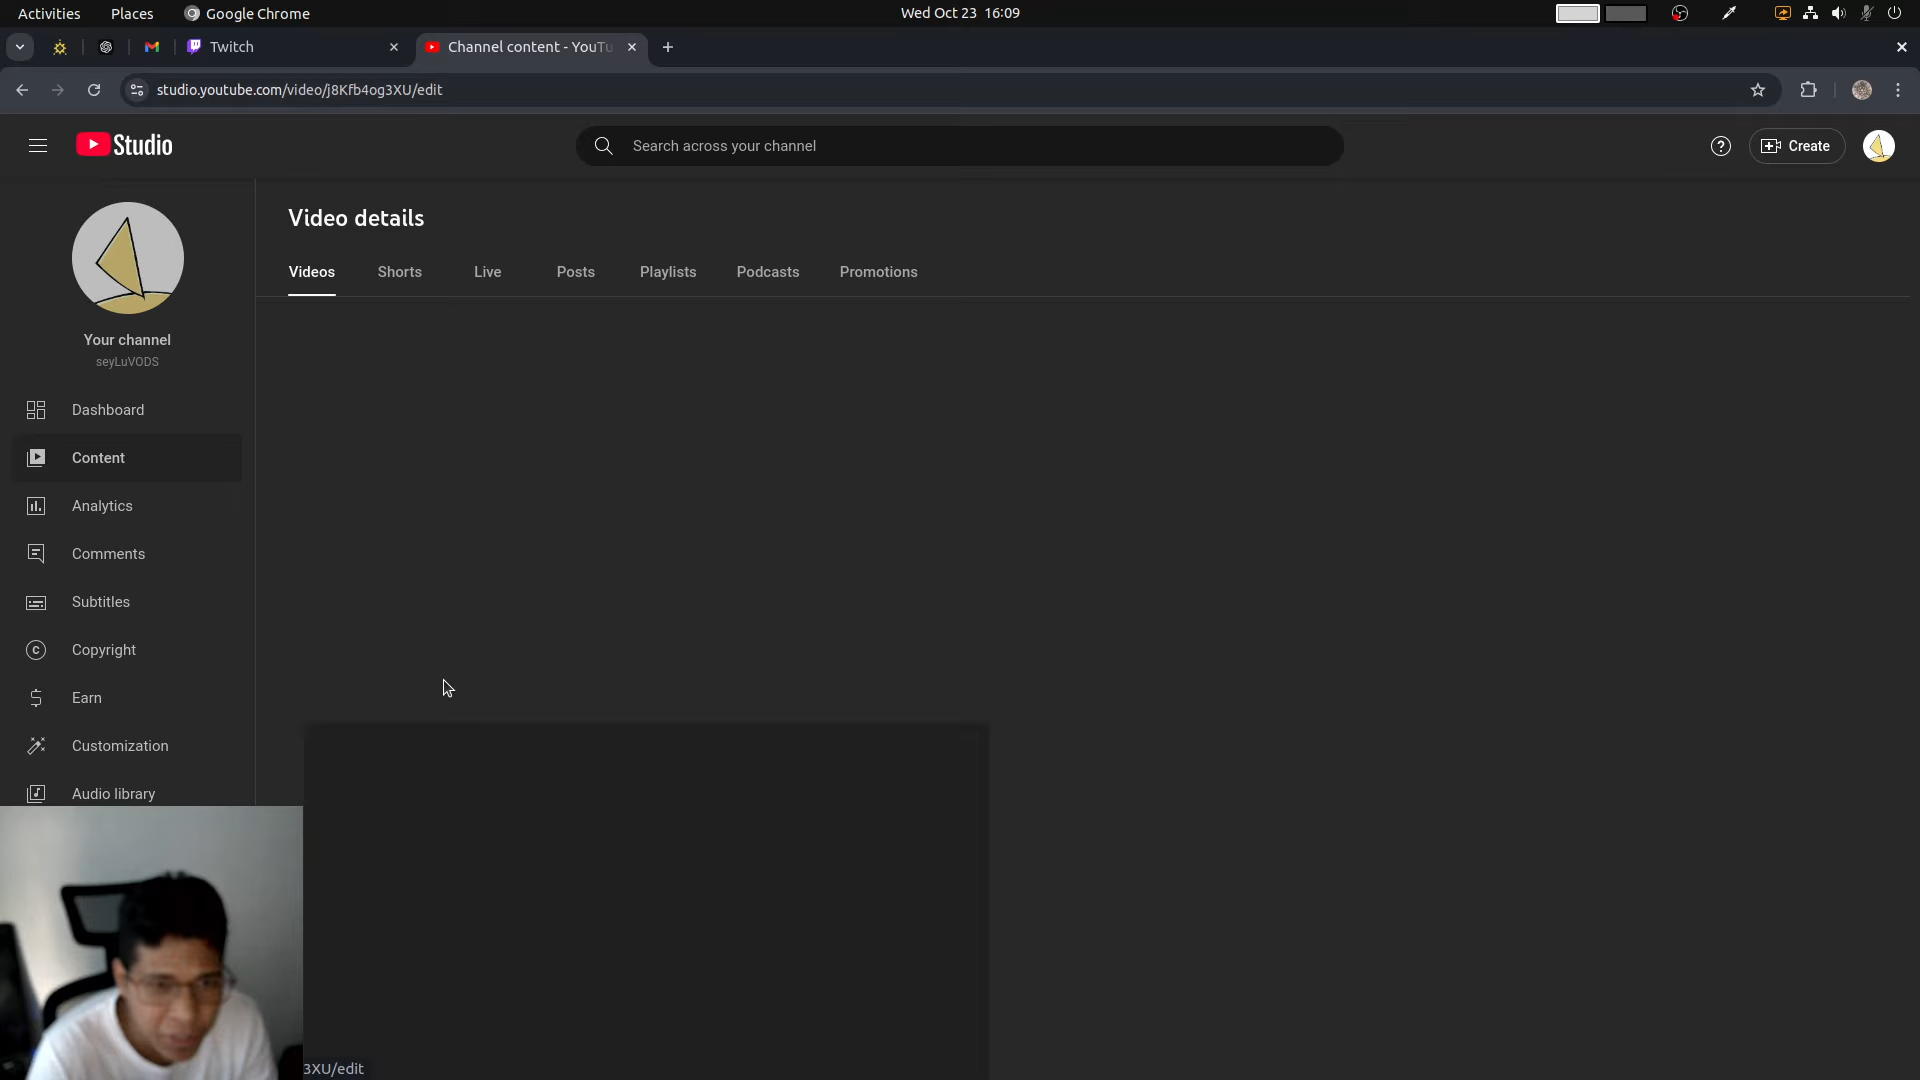 Activities Places Google Chrome Wed Oct 23 16:09
Twitch Channel content - YouTu
studio.youtube.com/video/j8Kfb4og3XU/edit
Studio Search across your channel Create
Video details
Videos Shorts Live Posts Playlists Podcasts Promotions
Your channel
seyLuVODS
Dashboard
Content
Analytics
Comments
Subtitles
Copyright
Earn
Customization
Audio library
3XU/edit